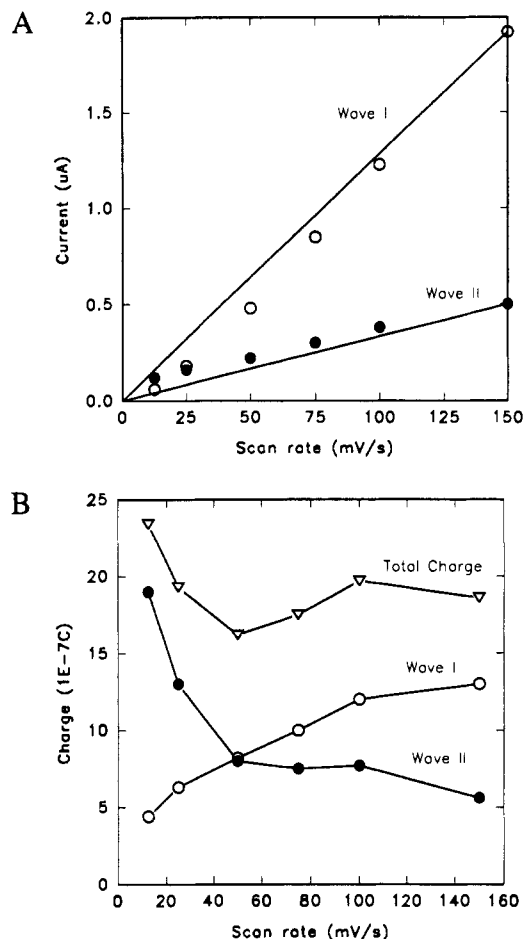 A
2.0
1.5
1.0
0.5
0.0
Current (uA)
Wave I
Wave II
0 25 50 75 100 125 150
Scan rate (mV/s)
B
25
20
15
10
5
0
Charge (1E-7C)
Total Charge
Wave I
Wave II
0 20 40 60 80 100 120 140 160
Scan rate (mV/s)